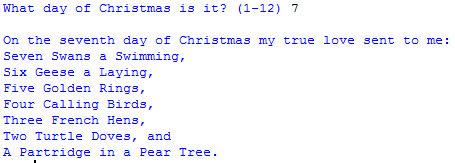 What day of Christmas is it? (1-12) 7
On the seventh day of Christmas my true love sent to me:
Seven Swans a Swimming,
Six Geese a Laying,
Five Golden Rings,
Four Calling Birds,
Three French Hens,
Two Turtle Doves, and
A Partridge in a Pear Tree.